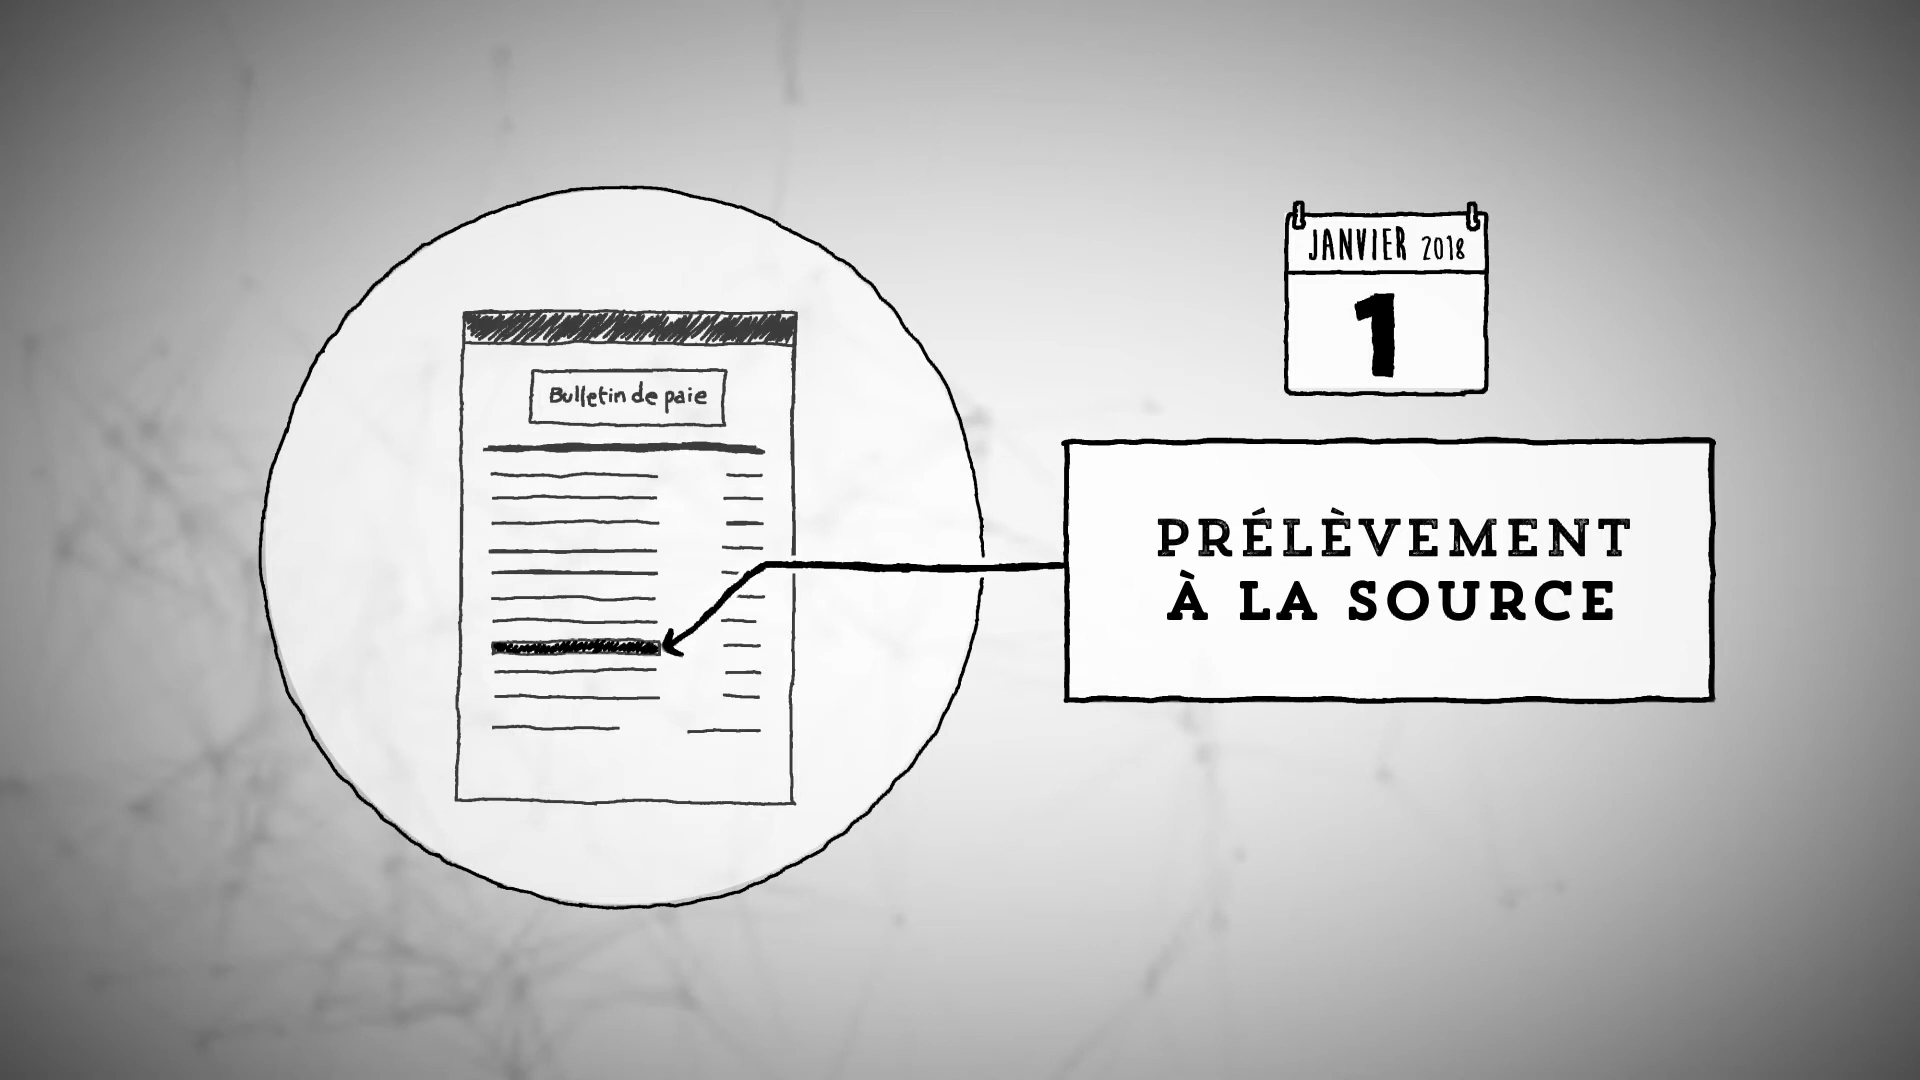 Bulletin de paie
JANVIER 2018
1
PRÉLÈVEMENT
À LA SOURCE